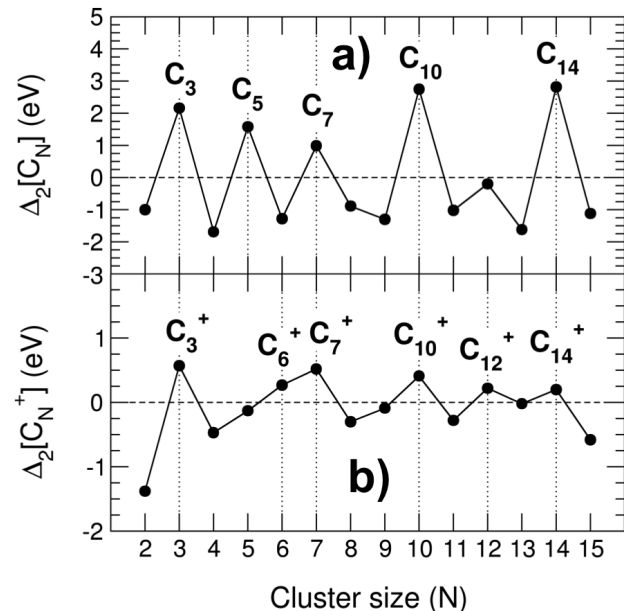 5
4
3
2
1
0
-1
-2
-3
Δ₂[C_N] (eV)
a)
C₃
C₅
C₇
C₁₀
C₁₄
1
0
-1
-2
Δ₂[C_N⁺] (eV)
b)
C₃⁺
C₆⁺
C₇⁺
C₁₀⁺
C₁₂⁺
C₁₄⁺
2 3 4 5 6 7 8 9 10 11 12 13 14 15
Cluster size (N)